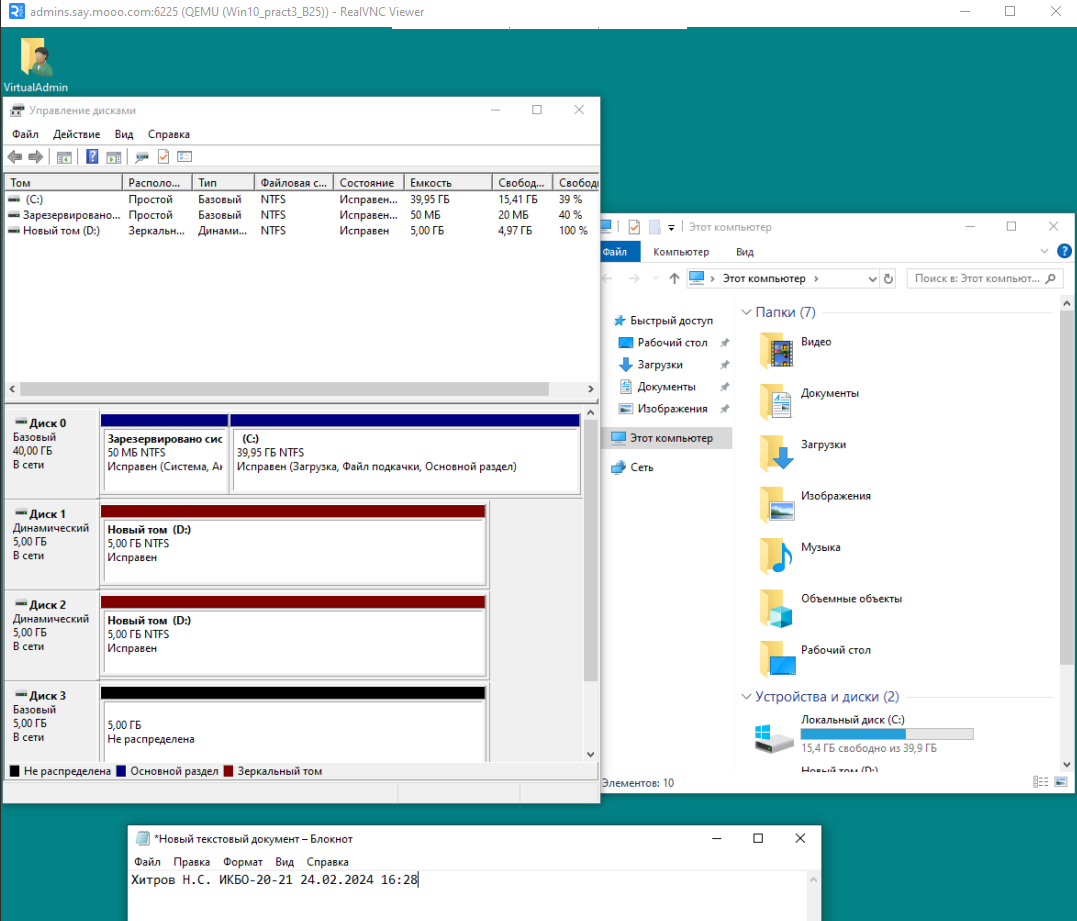 admins.say.mooo.com:6225 (QEMU (Win10_pract3_B25)) - RealVNC Viewer
VirtualAdmin
Управление дисками
Файл Действие Вид Справка
Том Располо... Тип Файловая с... Состояние Емкость Свобод... Свобод
(C:) Простой Базовый NTFS Исправен... 39,95 ГБ 15,41 ГБ 39 %
Зарезервировано... Простой Базовый NTFS Исправен... 50 МБ 20 МБ 40 %
Новый том (D:) Зеркальн... Динами... NTFS Исправен 5,00 ГБ 4,97 ГБ 100 %
Диск 0
Базовый
40,00 ГБ
В сети
Зарезервировано сис
50 МБ NTFS
Исправен (Система, Ак
(C:)
39,95 ГБ NTFS
Исправен (Загрузка, Файл подкачки, Основной раздел)
Диск 1
Динамический
5,00 ГБ
В сети
Новый том (D:)
5,00 ГБ NTFS
Исправен
Диск 2
Динамический
5,00 ГБ
В сети
Новый том (D:)
5,00 ГБ NTFS
Исправен
Диск 3
Базовый
5,00 ГБ
В сети
5,00 ГБ
Не распределена
Не распределена Основной раздел Зеркальный том
Этот компьютер
Файл Компьютер Вид
Этот компьютер
Поиск в: Этот компьют...
Быстрый доступ
Рабочий стол
Загрузки
Документы
Изображения
Этот компьютер
Сеть
Папки (7)
Видео
Документы
Загрузки
Изображения
Музыка
Объемные объекты
Рабочий стол
Устройства и диски (2)
Локальный диск (C:)
15,4 ГБ свободно из 39,9 ГБ
Новый том (D:)
Элементов: 10
*Новый текстовый документ – Блокнот
Файл Правка Формат Вид Справка
Хитров Н.С. ИКБО-20-21 24.02.2024 16:28